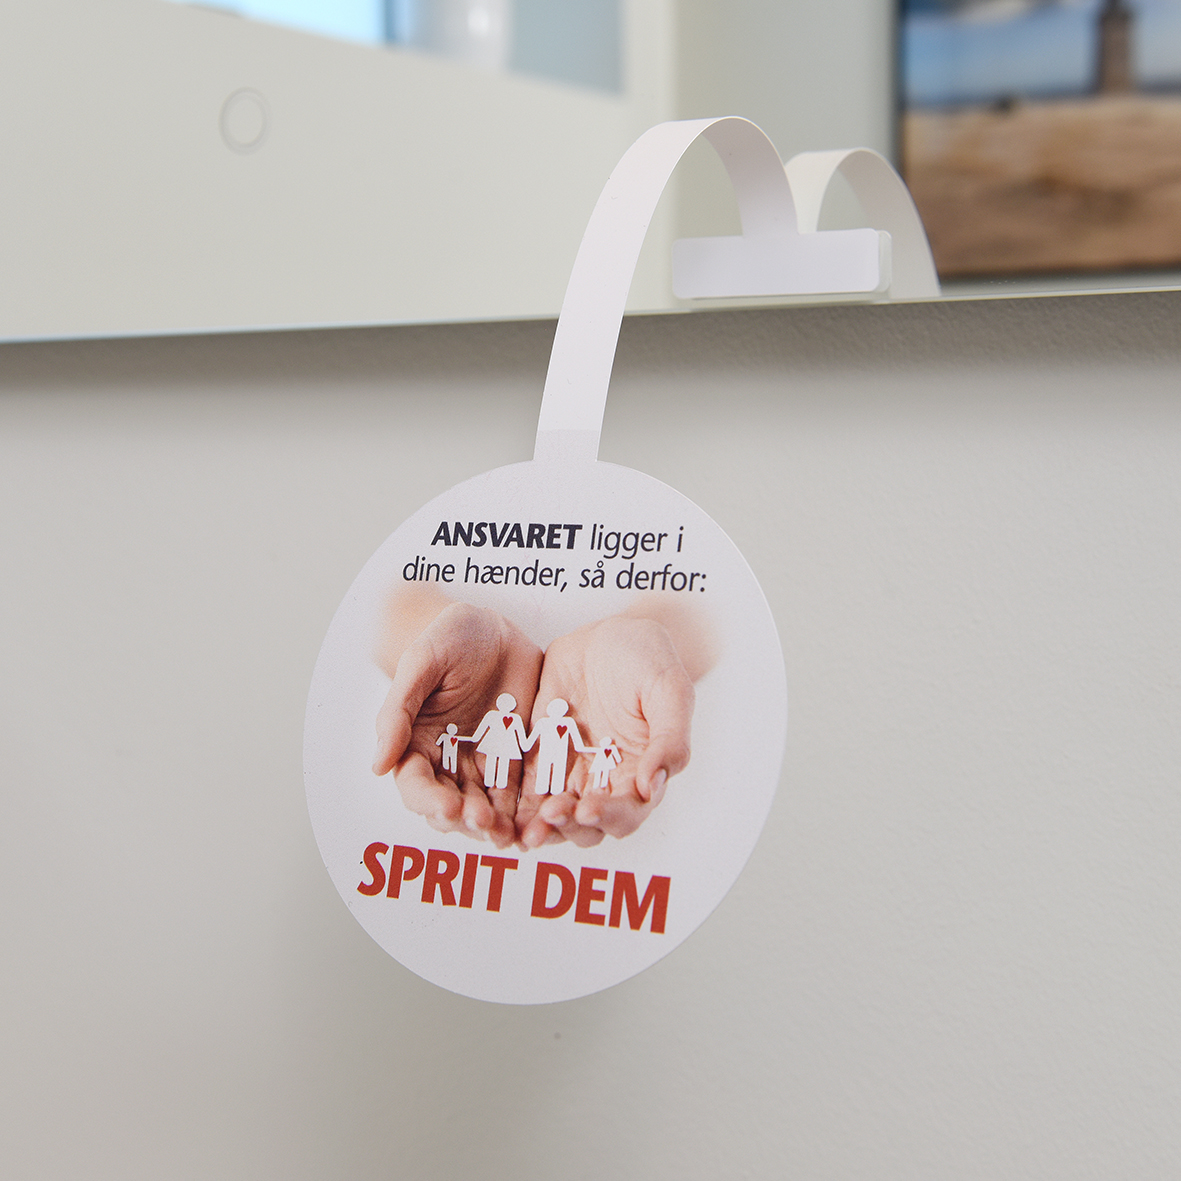 ANSVARET ligger i
dine hænder, så derfor:
SPRIT DEM